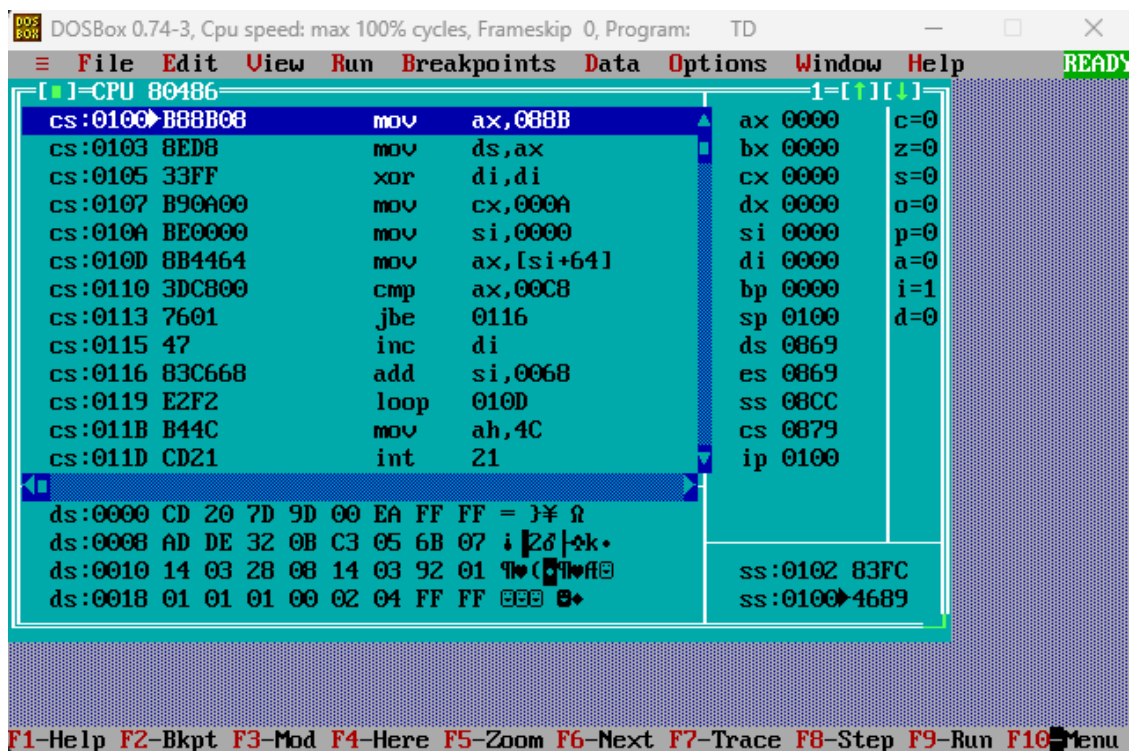 DOS BOX DOSBox 0.74-3, Cpu speed: max 100% cycles, Frameskip 0, Program: TD
≡ File Edit View Run Breakpoints Data Options Window Help READY
[■]=CPU 80486 1=[↑][↓]
cs:0100►B88B08 mov ax,088B ax 0000 c=0
cs:0103 8ED8 mov ds,ax bx 0000 z=0
cs:0105 33FF xor di,di cx 0000 s=0
cs:0107 B90A00 mov cx,000A dx 0000 o=0
cs:010A BE0000 mov si,0000 si 0000 p=0
cs:010D 8B4464 mov ax,[si+64] di 0000 a=0
cs:0110 3DC800 cmp ax,00C8 bp 0000 i=1
cs:0113 7601 jbe 0116 sp 0100 d=0
cs:0115 47 inc di ds 0869
cs:0116 83C668 add si,0068 es 0869
cs:0119 E2F2 loop 010D ss 08CC
cs:011B B44C mov ah,4C cs 0879
cs:011D CD21 int 21 ip 0100
ds:0000 CD 20 7D 9D 00 EA FF FF = }¥ Ω
ds:0008 AD DE 32 0B C3 05 6B 07 ¡▐2♂├♣k•
ds:0010 14 03 28 08 14 03 92 01 ¶♥(◘¶♥Æ☺ ss:0102 83FC
ds:0018 01 01 01 00 02 04 FF FF ☺☺☺ ☻♦ ss:0100►4689
F1-Help F2-Bkpt F3-Mod F4-Here F5-Zoom F6-Next F7-Trace F8-Step F9-Run F10-Menu